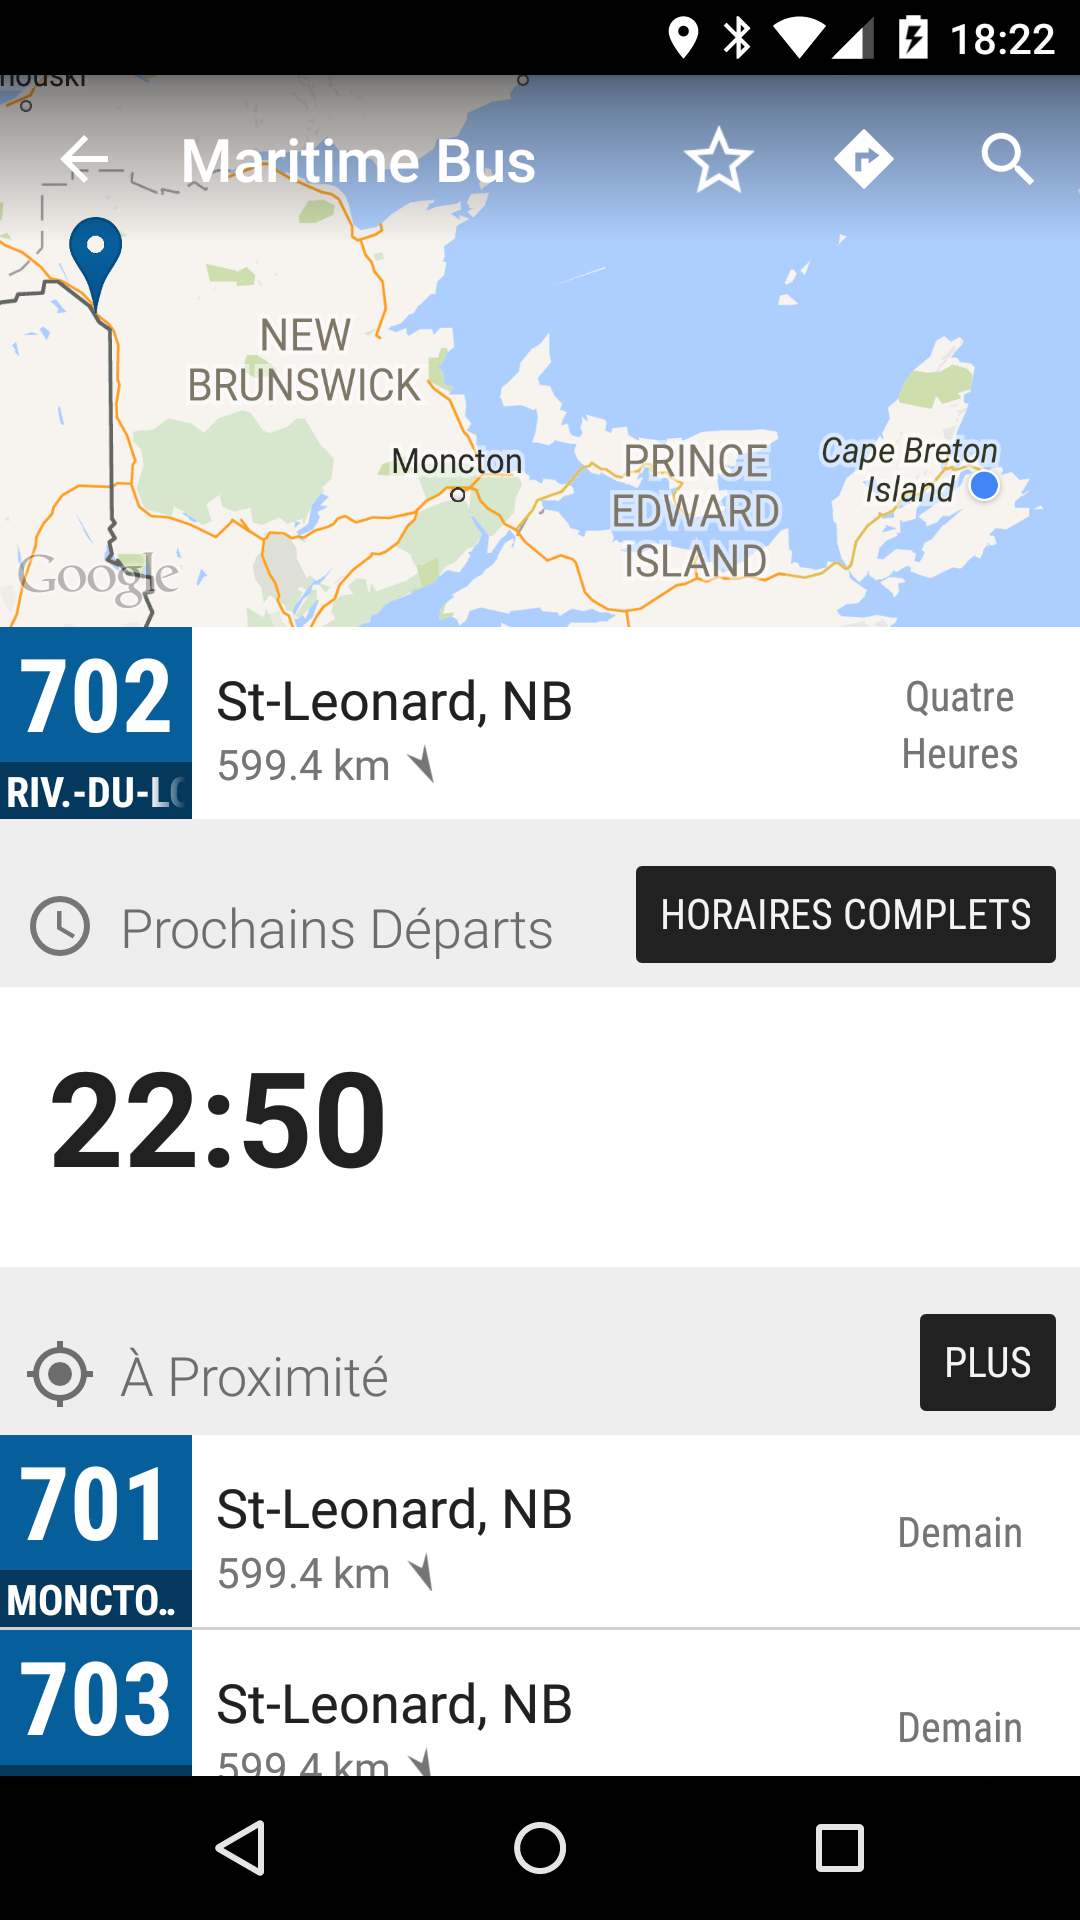 18:22
Maritime Bus
NEW
BRUNSWICK
Moncton
PRINCE
EDWARD
ISLAND
Cape Breton
Island
Google
702
RIV.-DU-LO
St-Leonard, NB
599.4 km
Quatre
Heures
Prochains Départs
HORAIRES COMPLETS
22:50
À Proximité
PLUS
701
MONCTO..
St-Leonard, NB
599.4 km
Demain
703
St-Leonard, NB
599.4 km
Demain